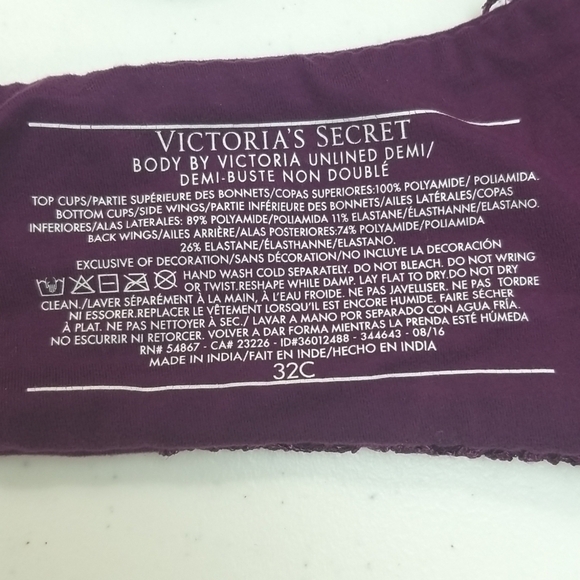 VICTORIA'S SECRET
BODY BY VICTORIA UNLINED DEMI/
DEMI-BUSTE NON DOUBLÉ
TOP CUPS/PARTIE SUPÉRIEURE DES BONNETS/COPAS SUPERIORES:100% POLYAMIDE/ POLIAMIDA.
BOTTOM CUPS/SIDE WINGS/PARTIE INFÉRIEURE DES BONNETS/AILES LATÉRALES/COPAS
INFERIORES/ALAS LATERALES: 89% POLYAMIDE/POLIAMIDA 11% ELASTANE/ÉLASTHANNE/ELASTANO.
BACK WINGS/AILES ARRIÈRE/ALAS POSTERIORES:74% POLYAMIDE/POLIAMIDA
26% ELASTANE/ÉLASTHANNE/ELASTANO.
EXCLUSIVE OF DECORATION/SANS DÉCORATION/NO INCLUYE LA DECORACIÓN
HAND WASH COLD SEPARATELY. DO NOT BLEACH. DO NOT WRING
OR TWIST.RESHAPE WHILE DAMP. LAY FLAT TO DRY.DO NOT DRY
CLEAN./LAVER SÉPARÉMENT À LA MAIN, À L'EAU FROIDE. NE PAS JAVELLISER. NE PAS TORDRE
NI ESSORER.REPLACER LE VÊTEMENT LORSQU'IL EST ENCORE HUMIDE. FAIRE SÉCHER
À PLAT. NE PAS NETTOYER À SEC./ LAVAR A MANO POR SEPARADO CON AGUA FRÍA.
NO ESCURRIR NI RETORCER. VOLVER A DAR FORMA MIENTRAS LA PRENDA ESTÉ HÚMEDA
RN# 54867 - CA# 23226 - ID#36012488 - 344643 - 08/16
MADE IN INDIA/FAIT EN INDE/HECHO EN INDIA
32C